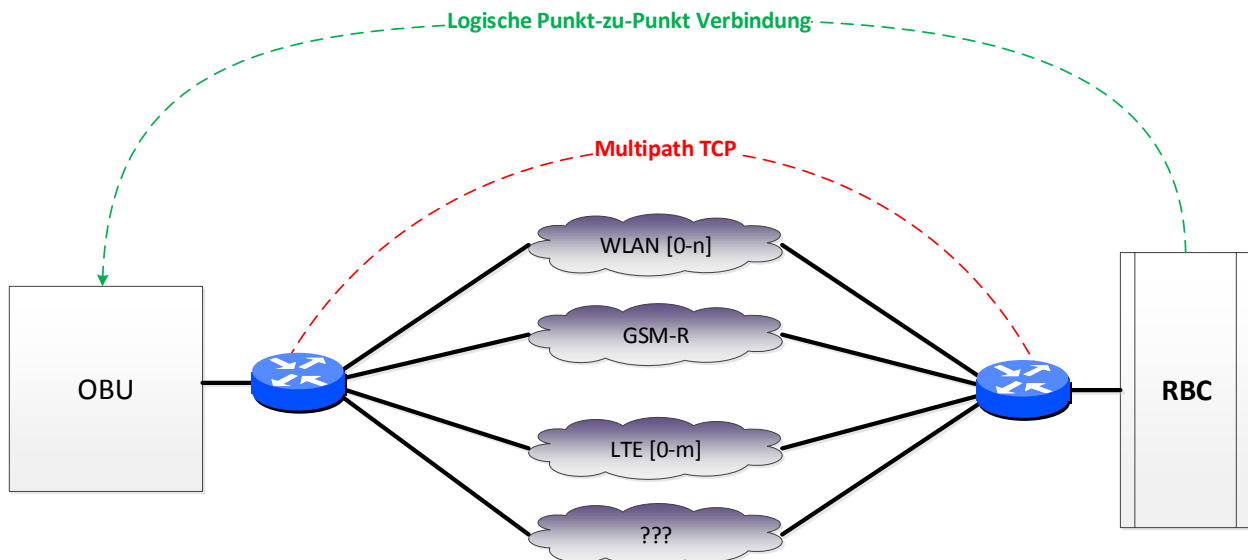 Logische Punkt-zu-Punkt Verbindung
Multipath TCP
WLAN [0-n]
GSM-R
OBU
RBC
LTE [0-m]
???